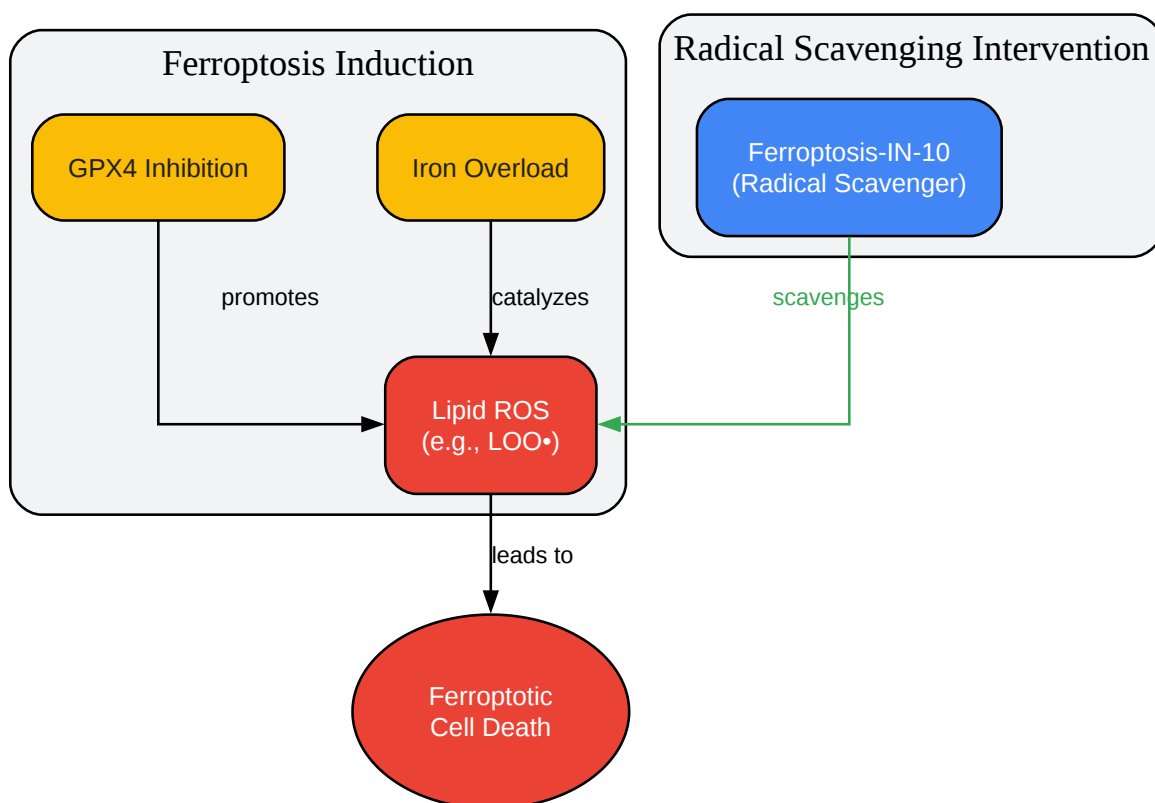 Ferroptosis Induction
Radical Scavenging Intervention
GPX4 Inhibition
Iron Overload
Ferroptosis-IN-10
(Radical Scavenger)
promotes
catalyzes
scavenges
Lipid ROS
(e.g., LOO•)
leads to
Ferroptotic
Cell Death